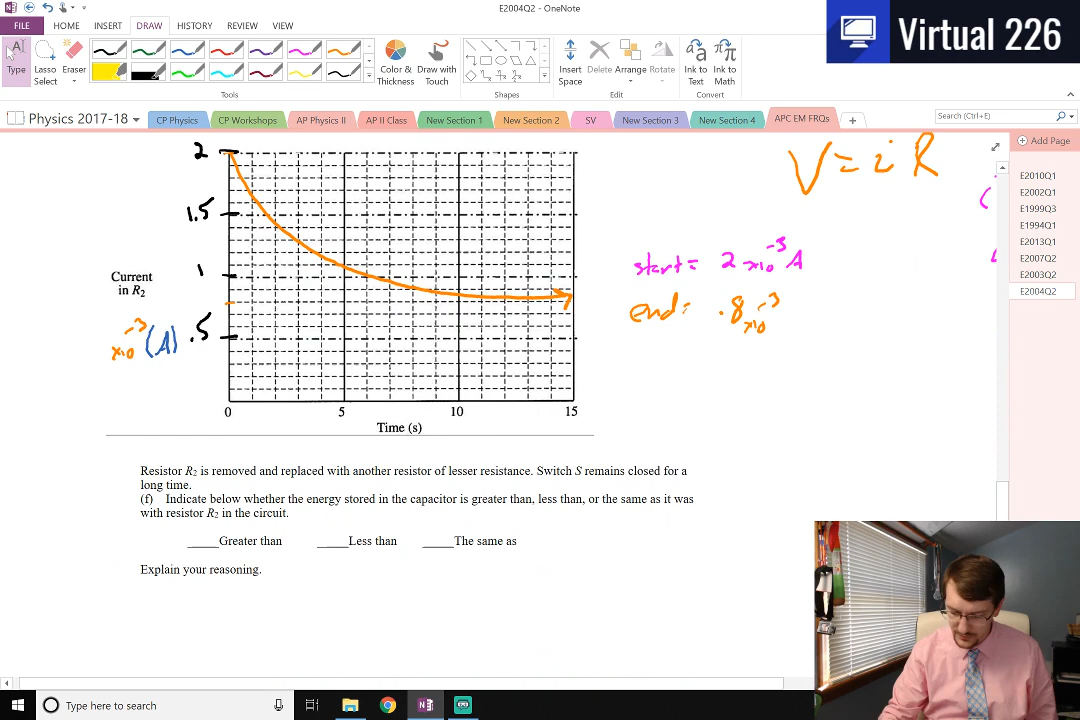 E2004Q2 - OneNote
Virtual 226
FILE HOME INSERT DRAW HISTORY REVIEW VIEW
Type Lasso Select Eraser Color & Thickness Draw with Touch Insert Space Delete Arrange Rotate Ink to Text Ink to Math
Tools Shapes Edit Convert
Physics 2017-18 CP Physics CP Workshops AP Physics II AP II Class New Section 1 New Section 2 SV New Section 3 New Section 4 APC EM FRQs
Search (Ctrl+E)
Add Page
E2010Q1
E2002Q1
E1999Q3
E1994Q1
E2013Q1
E2007Q2
E2003Q2
E2004Q2
V = i R
2
1.5
1
.5
Current
in R₂
x10⁻³ (A)
0 5 10 15
Time (s)
start = 2 x10⁻³ A
end = .8 x10⁻³
Resistor R₂ is removed and replaced with another resistor of lesser resistance. Switch S remains closed for a
long time.
(f) Indicate below whether the energy stored in the capacitor is greater than, less than, or the same as it was
with resistor R₂ in the circuit.
_____Greater than _____Less than _____The same as
Explain your reasoning.
Type here to search